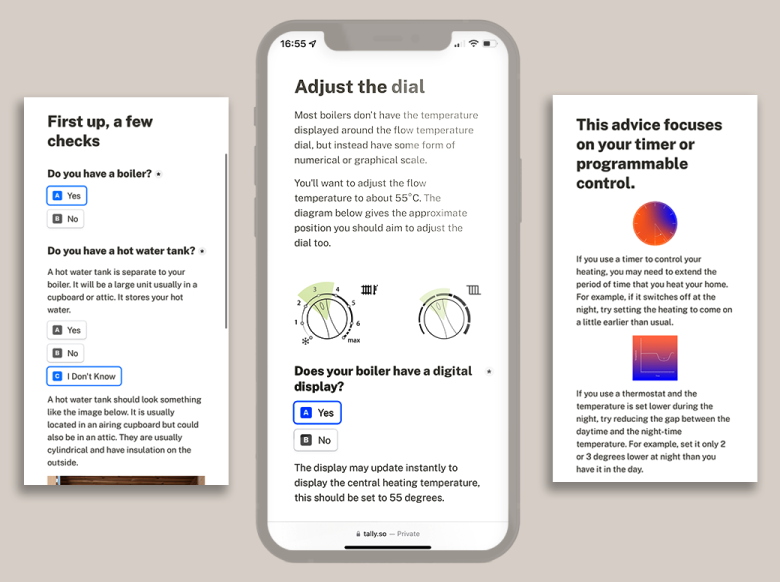 First up, a few
checks
Do you have a boiler? *
A Yes
B No
Do you have a hot water tank? *
A hot water tank is separate to your
boiler. It will be a large unit usually in a
cupboard or attic. It stores your hot
water.
A Yes
B No
C I Don't Know
A hot water tank should look something
like the image below. It is usually
located in an airing cupboard but could
also be in an attic. They are usually
cylindrical and have insulation on the
outside.
16:55
Adjust the dial
Most boilers don't have the temperature
displayed around the flow temperature
dial, but instead have some form of
numerical or graphical scale.
You'll want to adjust the flow
temperature to about 55°C. The
diagram below gives the approximate
position you should aim to adjust the
dial too.
1 2 3 4 5 6 max
Does your boiler have a digital *
display?
A Yes
B No
The display may update instantly to
display the central heating temperature,
this should be set to 55 degrees.
tally.so — Private
This advice focuses
on your timer or
programmable
control.
If you use a timer to control your
heating, you may need to extend the
period of time that you heat your home.
For example, if it switches off at the
night, try setting the heating to come on
a little earlier than usual.
If you use a thermostat and the
temperature is set lower during the
night, try reducing the gap between the
daytime and the night-time
temperature. For example, set it only 2
or 3 degrees lower at night than you
have it in the day.